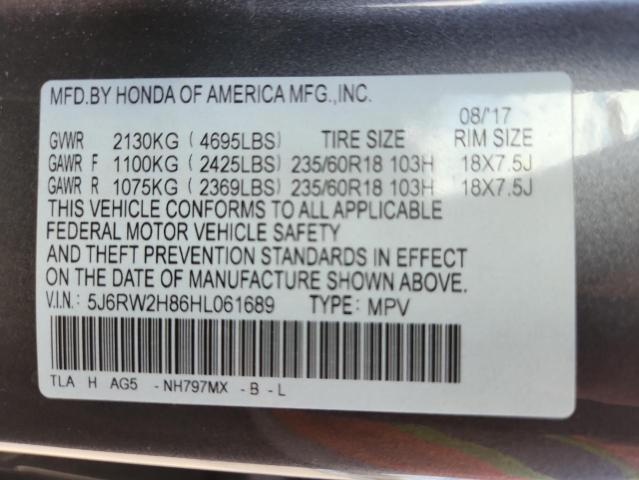 MFD.BY HONDA OF AMERICA MFG.,INC.
08/'17
GVWR 2130KG ( 4695LBS) TIRE SIZE RIM SIZE
GAWR F 1100KG ( 2425LBS) 235/60R18 103H 18X7.5J
GAWR R 1075KG ( 2369LBS) 235/60R18 103H 18X7.5J
THIS VEHICLE CONFORMS TO ALL APPLICABLE
FEDERAL MOTOR VEHICLE SAFETY
AND THEFT PREVENTION STANDARDS IN EFFECT
ON THE DATE OF MANUFACTURE SHOWN ABOVE.
V.I.N.: 5J6RW2H86HL061689 TYPE: MPV
TLA H AG5 - NH797MX - B - L